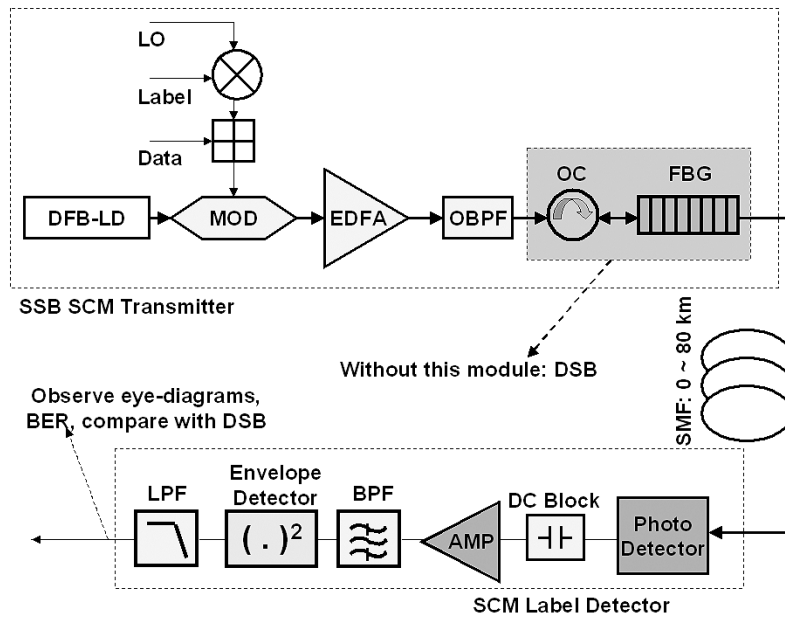 LO
Label
Data
OC
FBG
DFB-LD
MOD
EDFA
OBPF
SSB SCM Transmitter
Without this module: DSB
SMF: 0 ~ 80 km
Observe eye-diagrams,
BER, compare with DSB
LPF
Envelope
Detector
BPF
DC Block
( . )²
AMP
Photo
Detector
SCM Label Detector